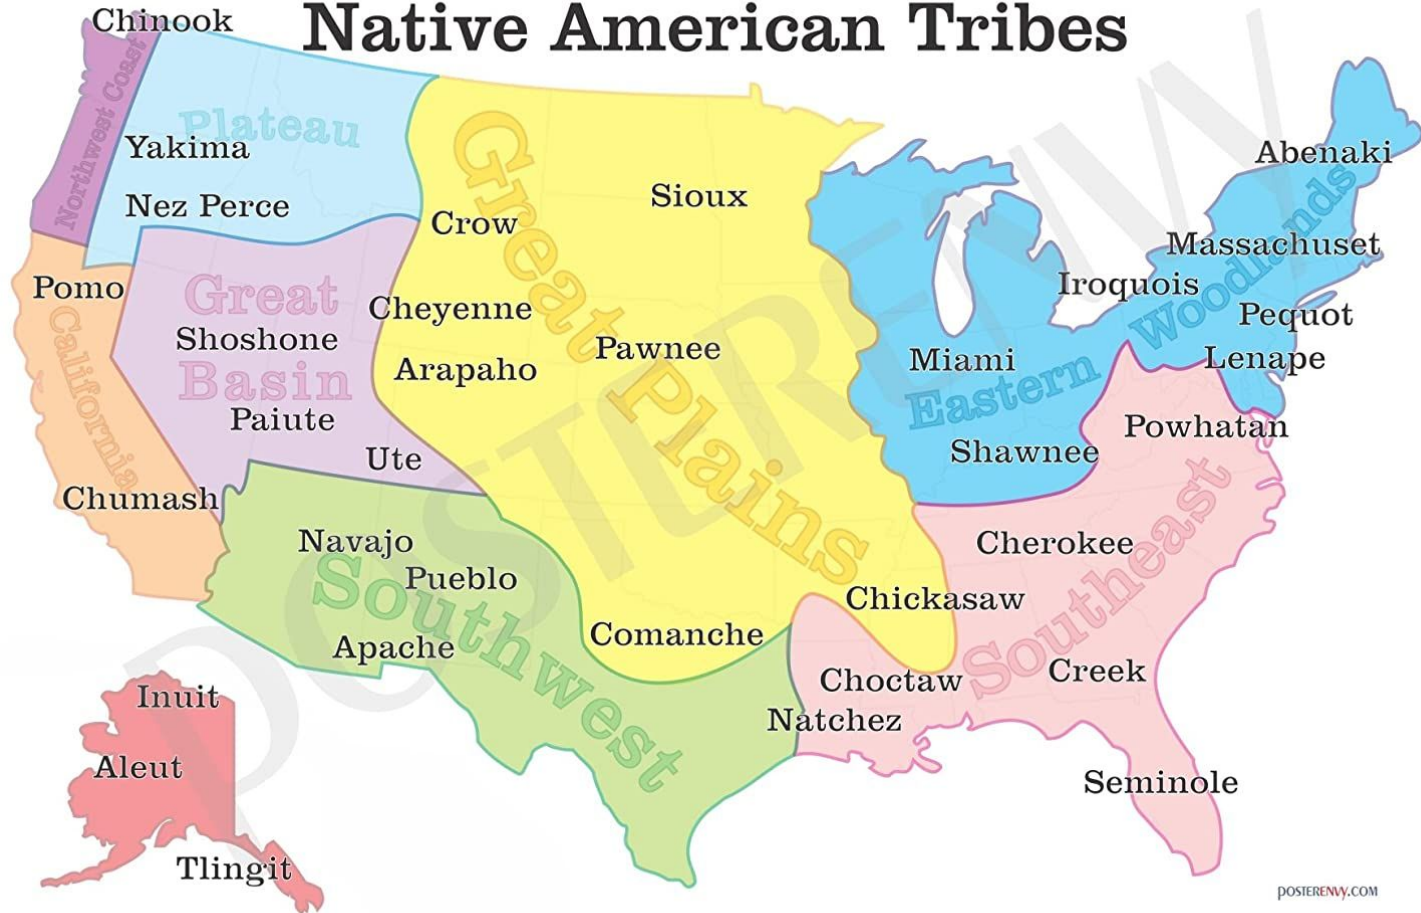 Native American Tribes
Chinook
Northwest Coast
Plateau
Yakima
Nez Perce
Great
Basin
Shoshone
Paiute
Ute
Pomo
California
Chumash
Great Plains
Crow
Sioux
Cheyenne
Arapaho
Pawnee
Comanche
Southwest
Navajo
Pueblo
Apache
Eastern Woodlands
Abenaki
Massachuset
Iroquois
Pequot
Lenape
Miami
Shawnee
Southeast
Powhatan
Cherokee
Chickasaw
Choctaw
Natchez
Creek
Seminole
Inuit
Aleut
Tlingit
POSTERENVY
POSTERENVY.COM